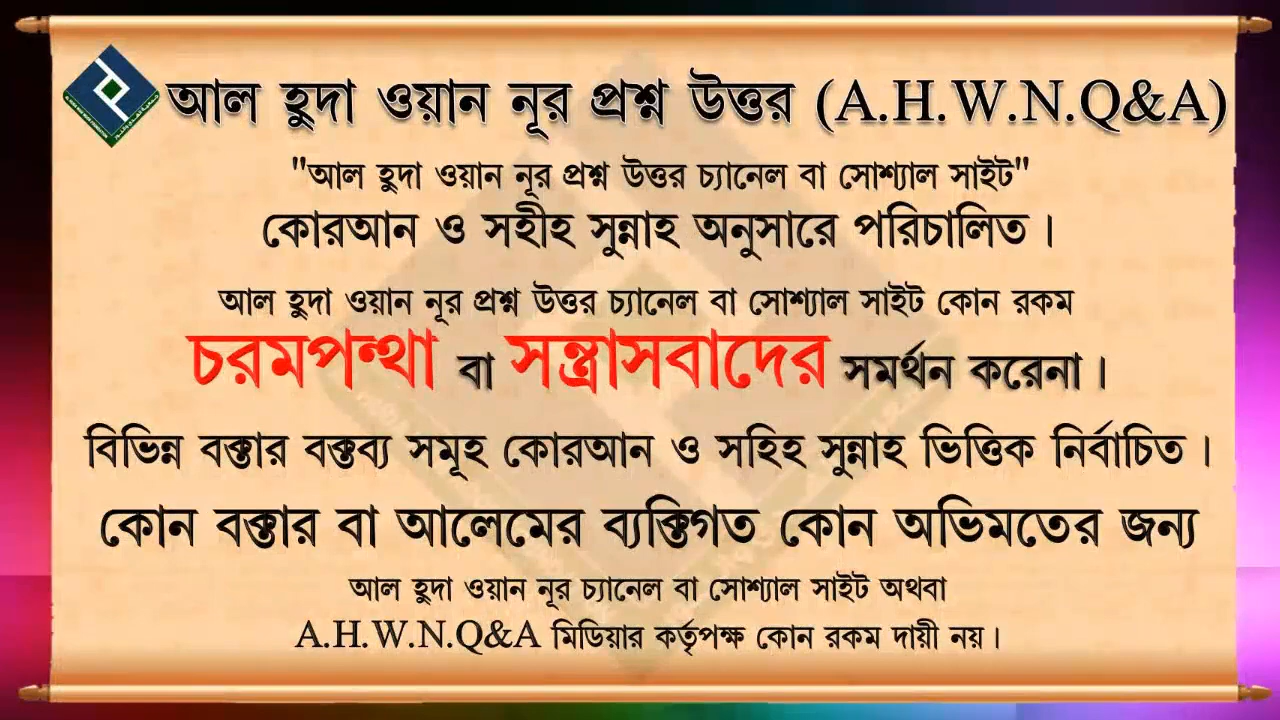 আল হুদা ওয়ান নূর প্রশ্ন উত্তর (A.H.W.N.Q&A)
"আল হুদা ওয়ান নূর প্রশ্ন উত্তর চ্যানেল বা সোশ্যাল সাইট"
কোরআন ও সহীহ সুন্নাহ অনুসারে পরিচালিত।
আল হুদা ওয়ান নূর প্রশ্ন উত্তর চ্যানেল বা সোশ্যাল সাইট কোন রকম
চরমপন্থা বা সন্ত্রাসবাদের সমর্থন করেনা।
বিভিন্ন বক্তার বক্তব্য সমূহ কোরআন ও সহিহ সুন্নাহ ভিত্তিক নির্বাচিত।
কোন বক্তার বা আলেমের ব্যক্তিগত কোন অভিমতের জন্য
আল হুদা ওয়ান নূর চ্যানেল বা সোশ্যাল সাইট অথবা
A.H.W.N.Q&A মিডিয়ার কর্তৃপক্ষ কোন রকম দায়ী নয়।